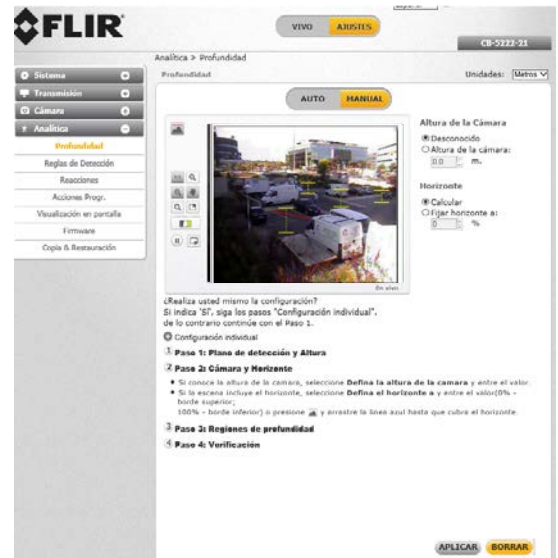 FLIR
VIVO AJUSTES
CB-5222-21
Analítica > Profundidad
Profundidad
Unidades: Metros
Sistema
Transmisión
Cámara
Analítica
Profundidad
Reglas de Detección
Reacciones
Acciones Progr.
Visualización en pantalla
Firmware
Copia & Restauración
AUTO MANUAL
En vivo
Altura de la Cámara
Desconocido
Altura de la cámara:
0.0 m.
Horizonte
Calcular
Fijar horizonte a:
0 %
¿Realiza usted mismo la configuración?
Si indica 'Sí', siga los pasos "Configuración individual",
de lo contrario continúe con el Paso 1.
Configuración individual
1 Paso 1: Plano de detección y Altura
2 Paso 2: Cámara y Horizonte
• Si conoce la altura de la camara, seleccione Defina la altura de la camara y entre el valor.
• Si la escena incluye el horizonte, seleccione Defina el horizonte a y entre el valor(0% -
borde superior;
100% - borde inferior) o presione y arrastre la linea azul hasta que cubra el horizonte.
3 Paso 3: Regiones de profundidad
4 Paso 4: Verificación
APLICAR BORRAR